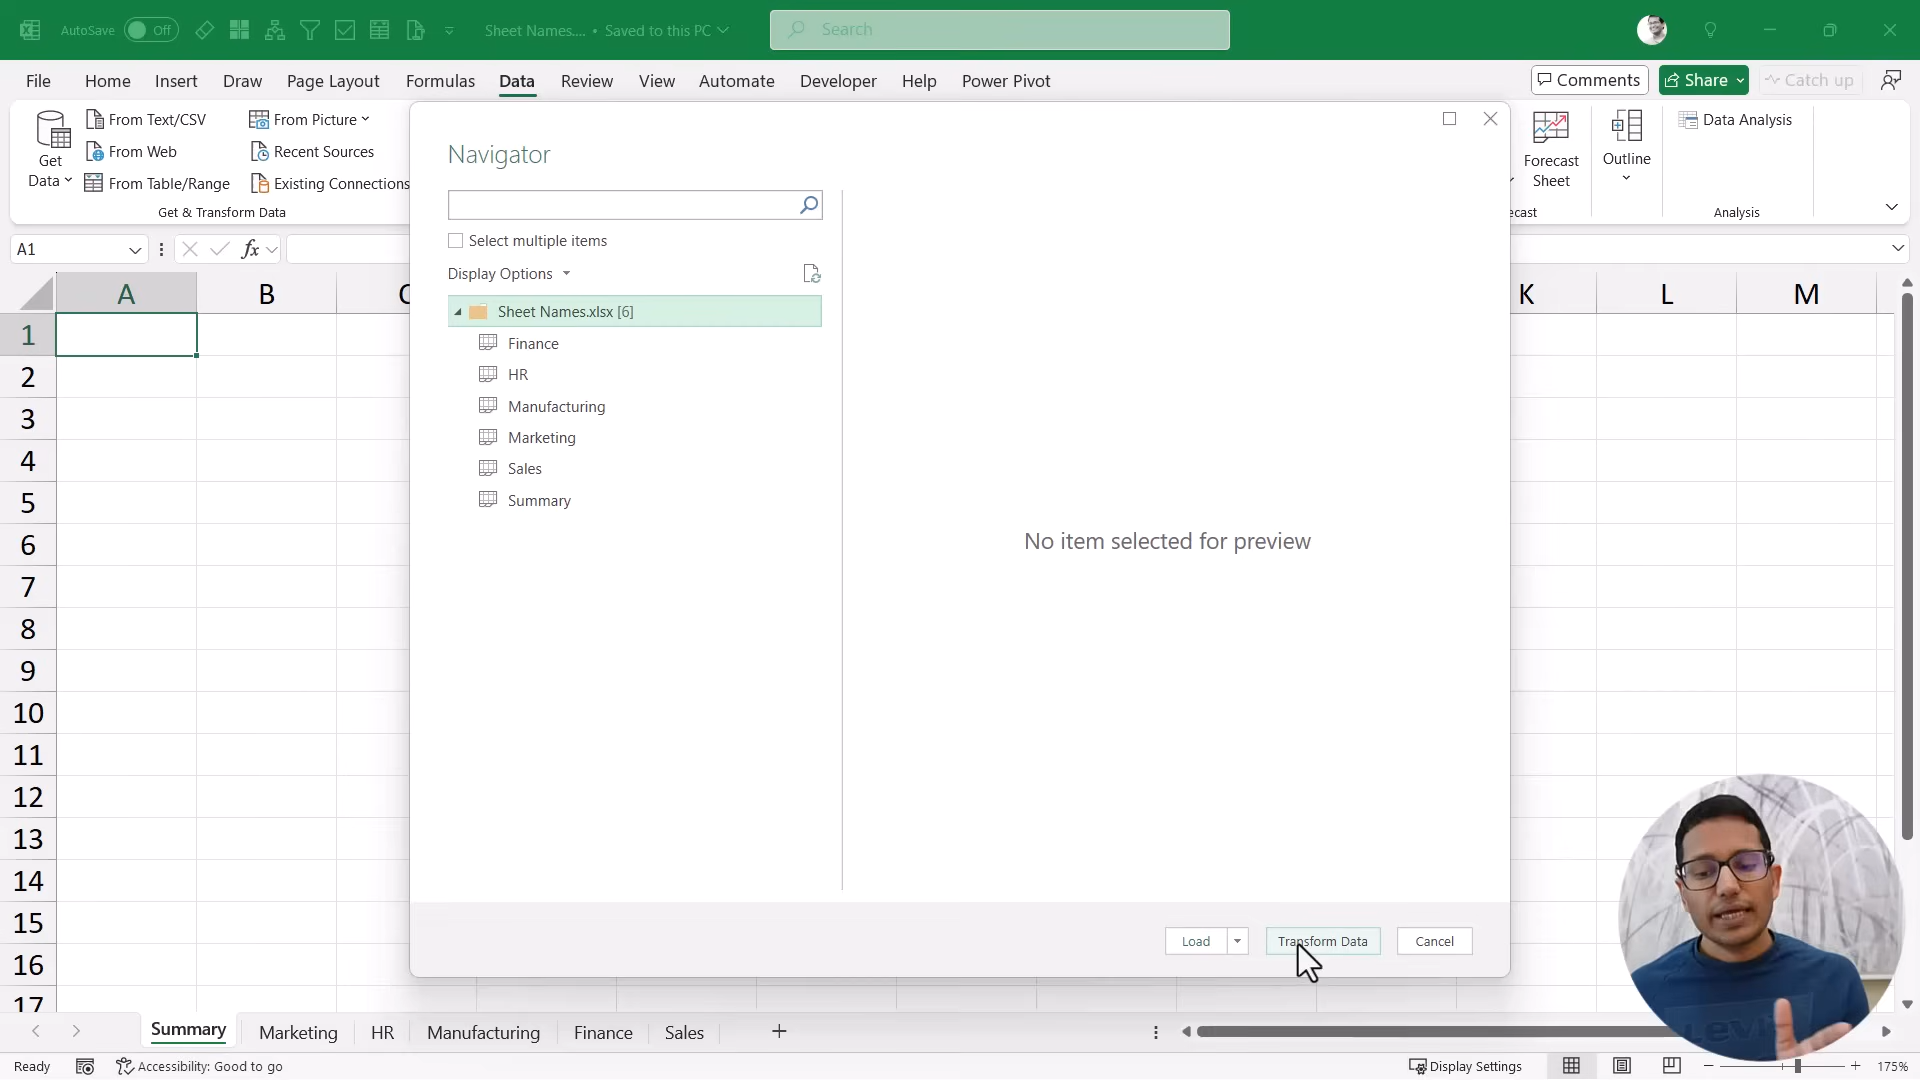 AutoSave Off Sheet Names.... • Saved to this PC Search
File Home Insert Draw Page Layout Formulas Data Review View Automate Developer Help Power Pivot Comments Share Catch up
Get Data
From Text/CSV
From Web
From Table/Range
From Picture
Recent Sources
Existing Connections
Get & Transform Data
Forecast Sheet
ecast
Outline
Data Analysis
Analysis
A1 fx
A B C K L M
1
2
3
4
5
6
7
8
9
10
11
12
13
14
15
16
17
Navigator
Select multiple items
Display Options
Sheet Names.xlsx [6]
Finance
HR
Manufacturing
Marketing
Sales
Summary
No item selected for preview
Load Transform Data Cancel
Levi's
Summary Marketing HR Manufacturing Finance Sales
Ready Accessibility: Good to go Display Settings 175%